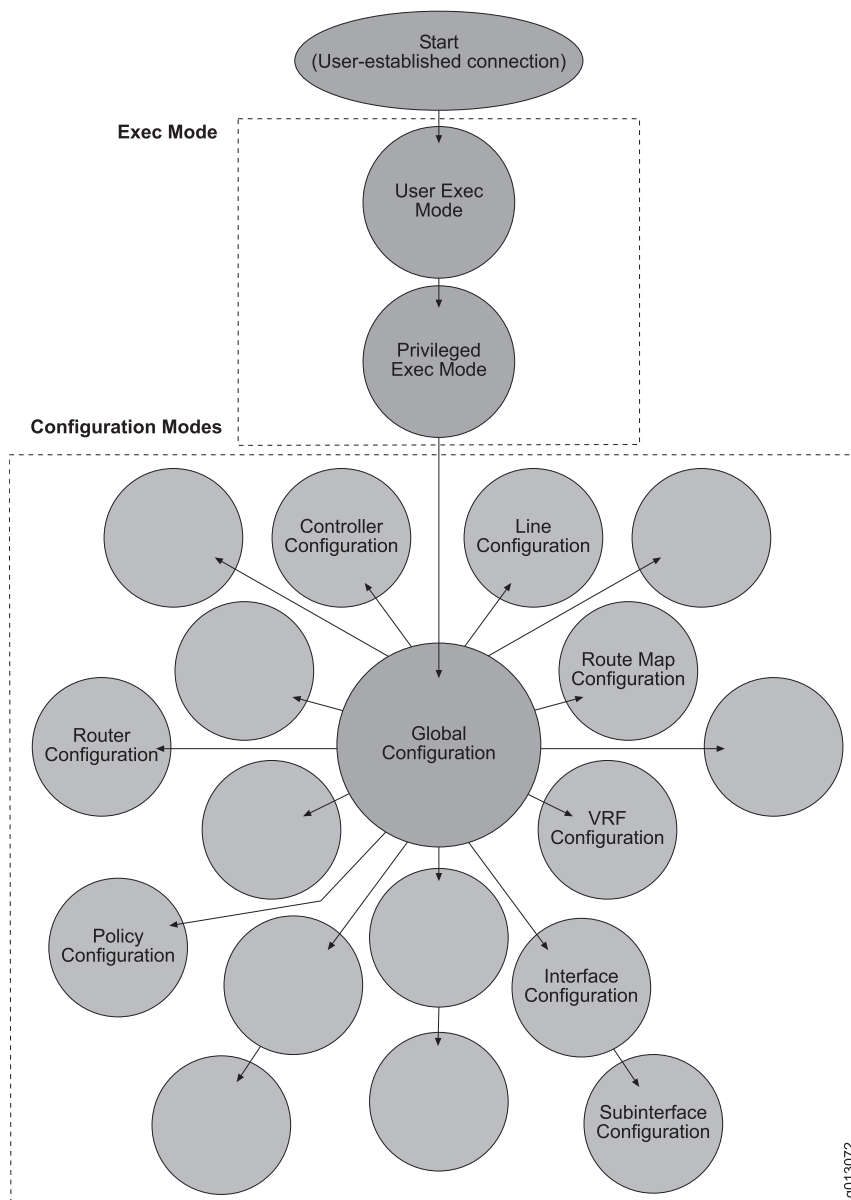 Start
(User-established connection)
Exec Mode
User Exec
Mode
Privileged
Exec Mode
Configuration Modes
Controller
Configuration
Line
Configuration
Route Map
Configuration
Router
Configuration
Global
Configuration
VRF
Configuration
Policy
Configuration
Interface
Configuration
Subinterface
Configuration
g013072